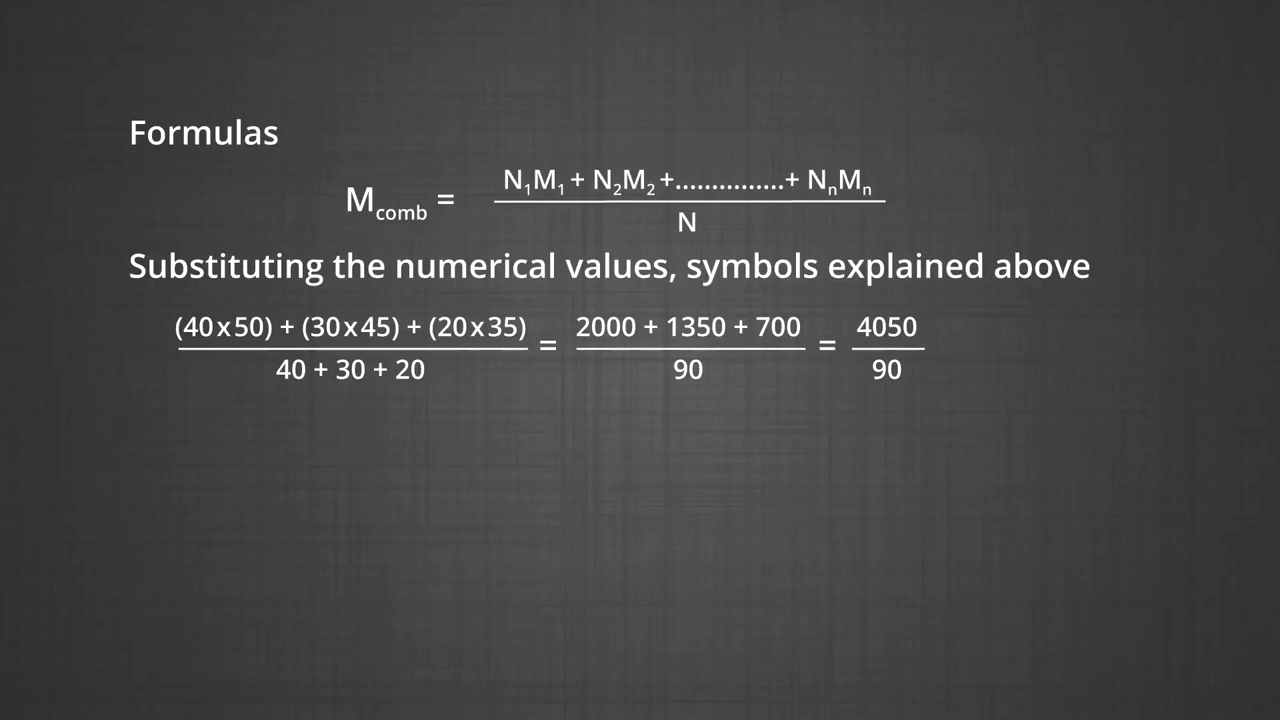 Formulas
M_comb = (N₁M₁ + N₂M₂ +...............+ NₙMₙ) / N
Substituting the numerical values, symbols explained above
(40x50) + (30x45) + (20x35) / 40 + 30 + 20 = 2000 + 1350 + 700 / 90 = 4050 / 90